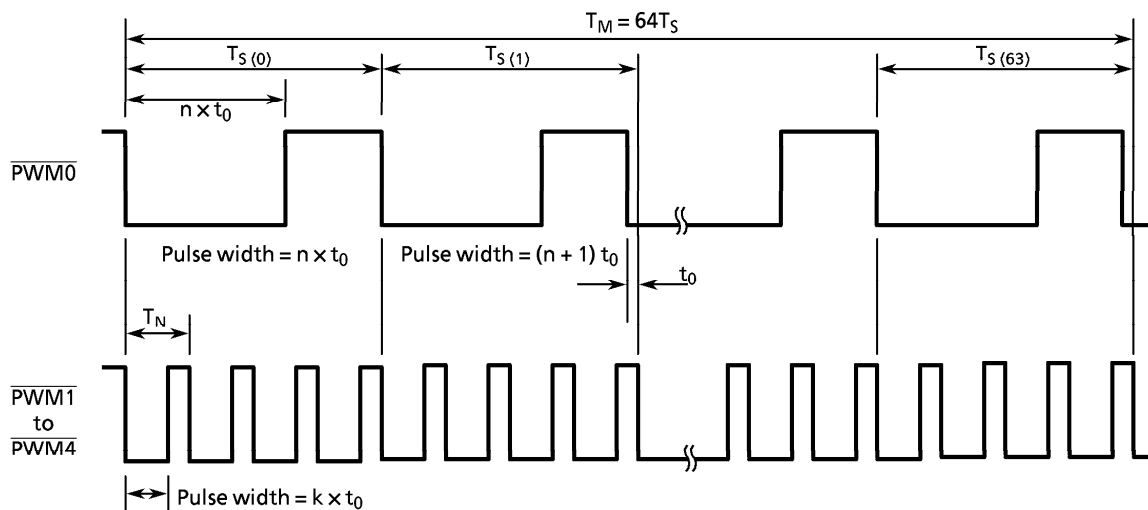 T_M = 64T_S
T_S (0)
T_S (1)
T_S (63)
n × t_0
PWM0
Pulse width = n × t_0
Pulse width = (n + 1) t_0
t_0
T_N
PWM1
to
PWM4
Pulse width = k × t_0